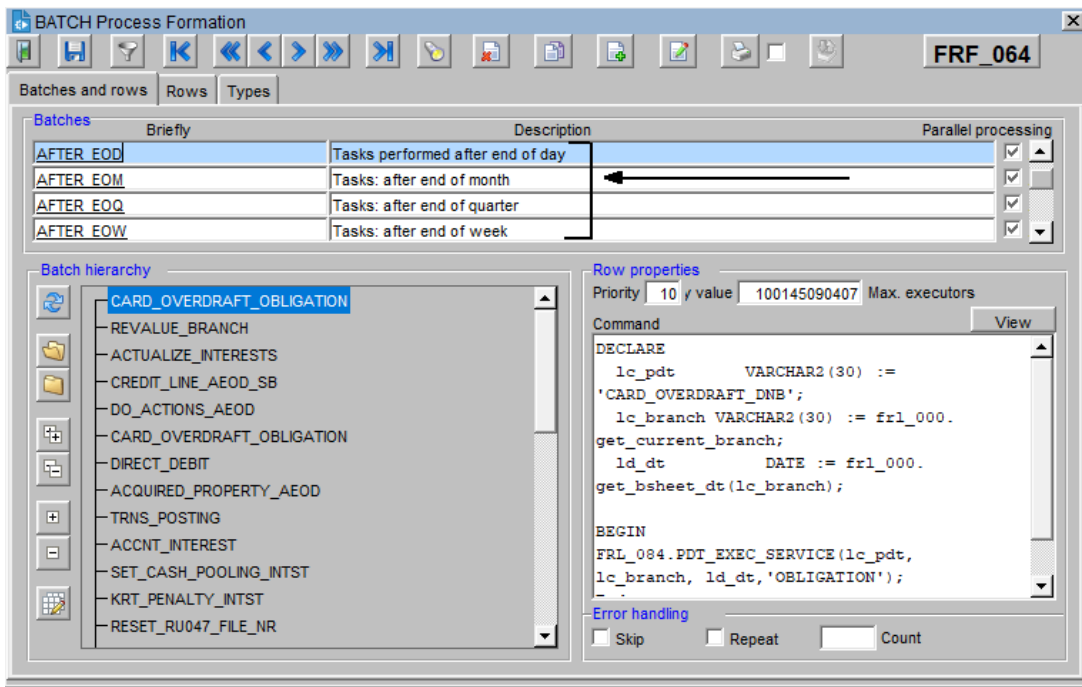 BATCH Process Formation
FRF_064
Batches and rows Rows Types
Batches
Briefly Description Parallel processing
AFTER_EOD Tasks performed after end of day
AFTER_EOM Tasks: after end of month
AFTER_EOQ Tasks: after end of quarter
AFTER_EOW Tasks: after end of week
Batch hierarchy
CARD_OVERDRAFT_OBLIGATION
REVALUE_BRANCH
ACTUALIZE_INTERESTS
CREDIT_LINE_AEOD_SB
DO_ACTIONS_AEOD
CARD_OVERDRAFT_OBLIGATION
DIRECT_DEBIT
ACQUIRED_PROPERTY_AEOD
TRNS_POSTING
ACCNT_INTEREST
SET_CASH_POOLING_INTST
KRT_PENALTY_INTST
RESET_RU047_FILE_NR
Row properties
Priority 10 y value 100145090407 Max. executors
Command View
DECLARE
lc_pdt VARCHAR2(30) :=
'CARD_OVERDRAFT_DNB';
lc_branch VARCHAR2(30) := frl_000.
get_current_branch;
ld_dt DATE := frl_000.
get_bsheet_dt(lc_branch);
BEGIN
FRL_084.PDT_EXEC_SERVICE(lc_pdt,
lc_branch, ld_dt,'OBLIGATION');
Error handling
Skip Repeat Count